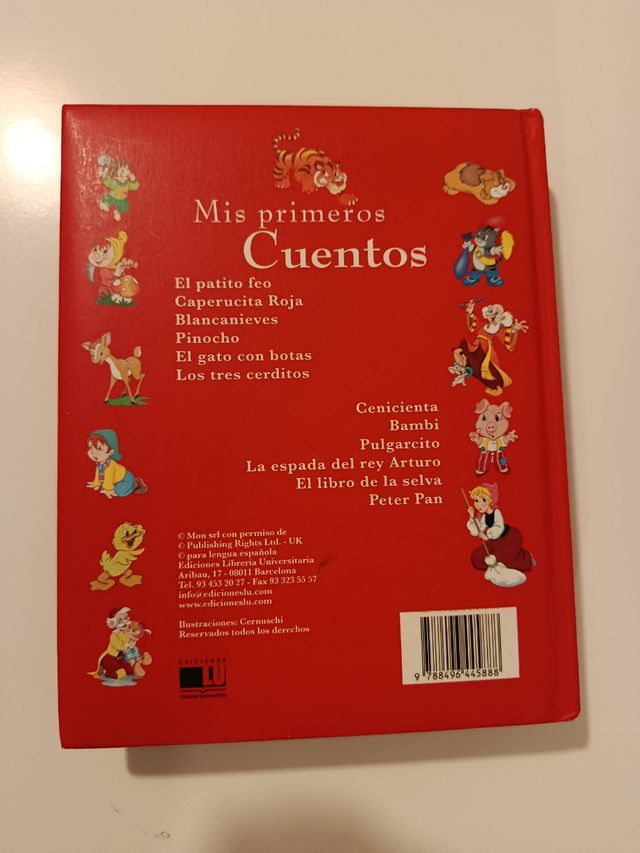 Mis primeros
Cuentos
El patito feo
Caperucita Roja
Blancanieves
Pinocho
El gato con botas
Los tres cerditos
Cenicienta
Bambi
Pulgarcito
La espada del rey Arturo
El libro de la selva
Peter Pan
© Mon srl con permiso de
© Publishing Rights Ltd. - UK
© para lengua española
Ediciones Libreria Universitaria
Aribau, 17 - 08011 Barcelona
Tel. 93 453 20 27 - Fax 93 323 55 57
info@edicioneslu.com
www.edicioneslu.com
Ilustraciones: Cernuschi
Reservados todos los derechos
EDICIONES
LU
Librería Universitaria
9 788496 445888